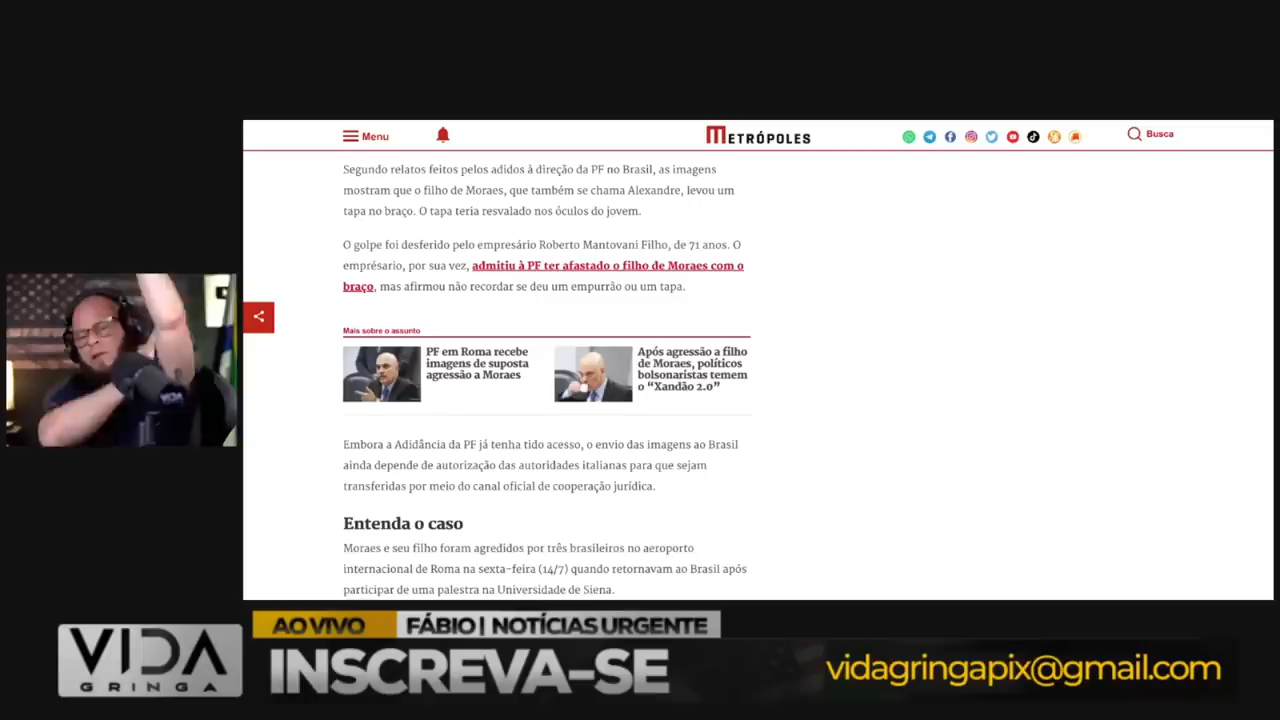 Menu
METRÓPOLES
Busca
Segundo relatos feitos pelos adidos à direção da PF no Brasil, as imagens
mostram que o filho de Moraes, que também se chama Alexandre, levou um
tapa no braço. O tapa teria resvalado nos óculos do jovem.
O golpe foi desferido pelo empresário Roberto Mantovani Filho, de 71 anos. O
emprésario, por sua vez, admitiu à PF ter afastado o filho de Moraes com o
braço, mas afirmou não recordar se deu um empurrão ou um tapa.
Mais sobre o assunto
PF em Roma recebe
imagens de suposta
agressão a Moraes
Após agressão a filho
de Moraes, políticos
bolsonaristas temem
o “Xandão 2.0”
Embora a Adidância da PF já tenha tido acesso, o envio das imagens ao Brasil
ainda depende de autorização das autoridades italianas para que sejam
transferidas por meio do canal oficial de cooperação jurídica.
Entenda o caso
Moraes e seu filho foram agredidos por três brasileiros no aeroporto
internacional de Roma na sexta-feira (14/7) quando retornavam ao Brasil após
participar de uma palestra na Universidade de Siena.
AO VIVO
FÁBIO | NOTÍCIAS URGENTE
VIDA
GRINGA
INSCREVA-SE
vidagringapix@gmail.com